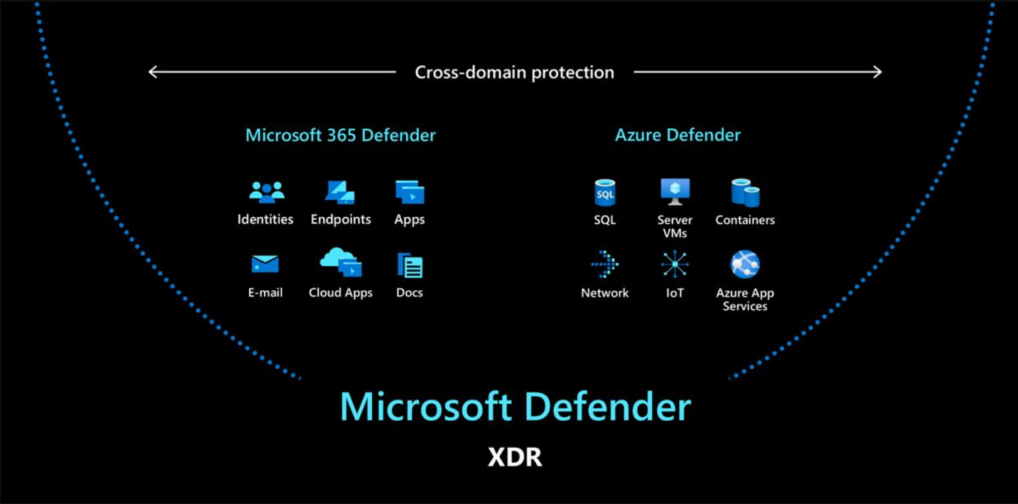 Cross-domain protection
Microsoft 365 Defender
Azure Defender
Identities
Endpoints
Apps
SQL
SQL
Server
VMs
Containers
E-mail
Cloud Apps
Docs
Network
IoT
Azure App
Services
Microsoft Defender
XDR